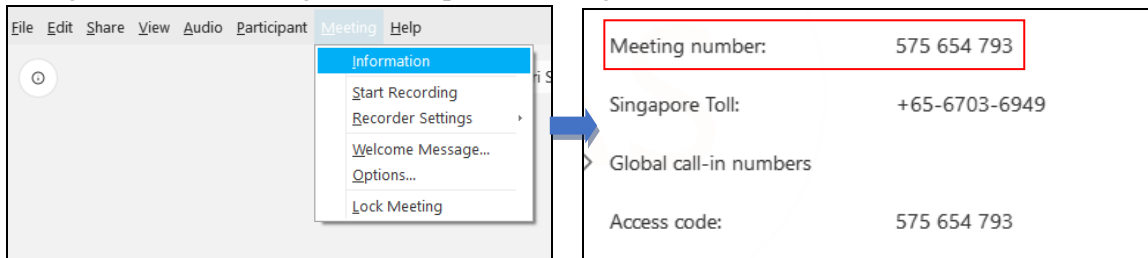 File Edit Share View Audio Participant Meeting Help
Information
Start Recording
Recorder Settings
Welcome Message...
Options...
Lock Meeting
Meeting number: 575 654 793
Singapore Toll: +65-6703-6949
Global call-in numbers
Access code: 575 654 793